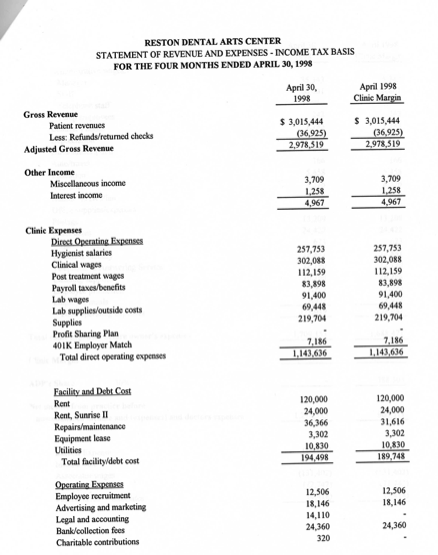 RESTON DENTAL ARTS CENTER
STATEMENT OF REVENUE AND EXPENSES - INCOME TAX BASIS
FOR THE FOUR MONTHS ENDED APRIL 30, 1998
April 30, April 1998
1998 Clinic Margin
Gross Revenue
Patient revenues $ 3,015,444 $ 3,015,444
Less: Refunds/returned checks (36,925) (36,925)
Adjusted Gross Revenue 2,978,519 2,978,519
Other Income
Miscellaneous income 3,709 3,709
Interest income 1,258 1,258
4,967 4,967
Clinic Expenses
Direct Operating Expenses
Hygienist salaries 257,753 257,753
Clinical wages 302,088 302,088
Post treatment wages 112,159 112,159
Payroll taxes/benefits 83,898 83,898
Lab wages 91,400 91,400
Lab supplies/outside costs 69,448 69,448
Supplies 219,704 219,704
Profit Sharing Plan - -
401K Employer Match 7,186 7,186
Total direct operating expenses 1,143,636 1,143,636
Facility and Debt Cost
Rent 120,000 120,000
Rent, Sunrise II 24,000 24,000
Repairs/maintenance 36,366 31,616
Equipment lease 3,302 3,302
Utilities 10,830 10,830
Total facility/debt cost 194,498 189,748
Operating Expenses
Employee recruitment 12,506 12,506
Advertising and marketing 18,146 18,146
Legal and accounting 14,110 -
Bank/collection fees 24,360 24,360
Charitable contributions 320 -